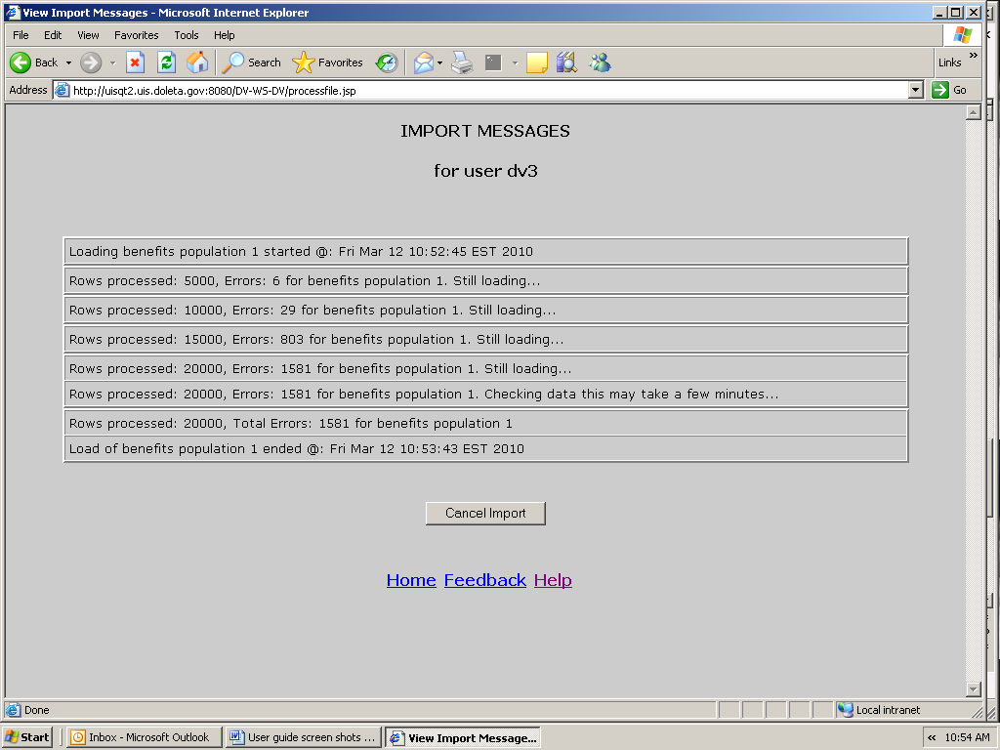 View Import Messages - Microsoft Internet Explorer
File Edit View Favorites Tools Help
Back Search Favorites Links »
Address http://uisqt2.uis.doleta.gov:8080/DV-WS-DV/processfile.jsp Go
IMPORT MESSAGES
for user dv3
Loading benefits population 1 started @: Fri Mar 12 10:52:45 EST 2010
Rows processed: 5000, Errors: 6 for benefits population 1. Still loading...
Rows processed: 10000, Errors: 29 for benefits population 1. Still loading...
Rows processed: 15000, Errors: 803 for benefits population 1. Still loading...
Rows processed: 20000, Errors: 1581 for benefits population 1. Still loading...
Rows processed: 20000, Errors: 1581 for benefits population 1. Checking data this may take a few minutes...
Rows processed: 20000, Total Errors: 1581 for benefits population 1
Load of benefits population 1 ended @: Fri Mar 12 10:53:43 EST 2010
Cancel Import
Home Feedback Help
Done Local intranet
Start Inbox - Microsoft Outlook User guide screen shots ... View Import Message... « 10:54 AM